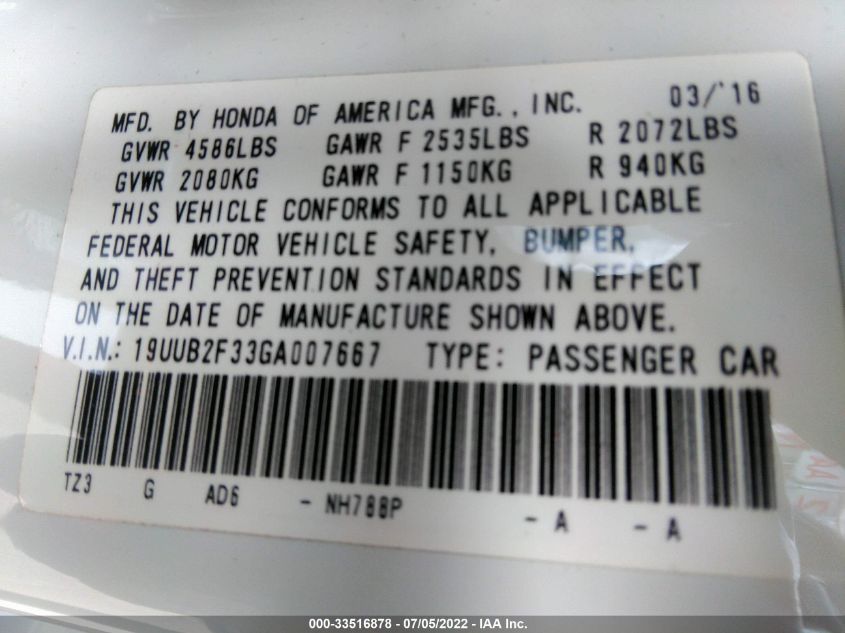 MFD. BY HONDA OF AMERICA MFG., INC. 03/'16
GVWR 4586LBS GAWR F 2535LBS R 2072LBS
GVWR 2080KG GAWR F 1150KG R 940KG
THIS VEHICLE CONFORMS TO ALL APPLICABLE
FEDERAL MOTOR VEHICLE SAFETY, BUMPER,
AND THEFT PREVENTION STANDARDS IN EFFECT
ON THE DATE OF MANUFACTURE SHOWN ABOVE.
V.I.N.: 19UUB2F33GA007667 TYPE: PASSENGER CAR
TZ3 G AD6 - NH788P - A - A
000-33516878 / 07/05/2022 - IAA Inc.